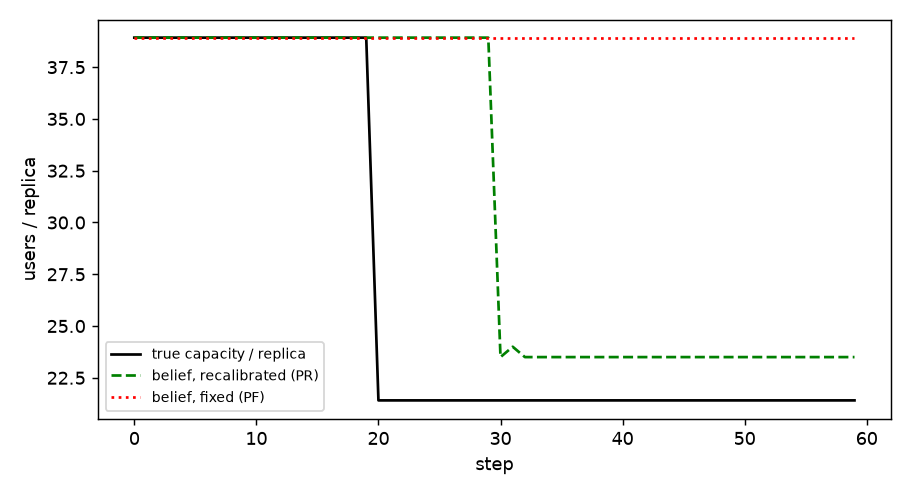 users / replica
37.5
35.0
32.5
30.0
27.5
25.0
22.5
true capacity / replica
belief, recalibrated (PR)
belief, fixed (PF)
0 10 20 30 40 50 60
step